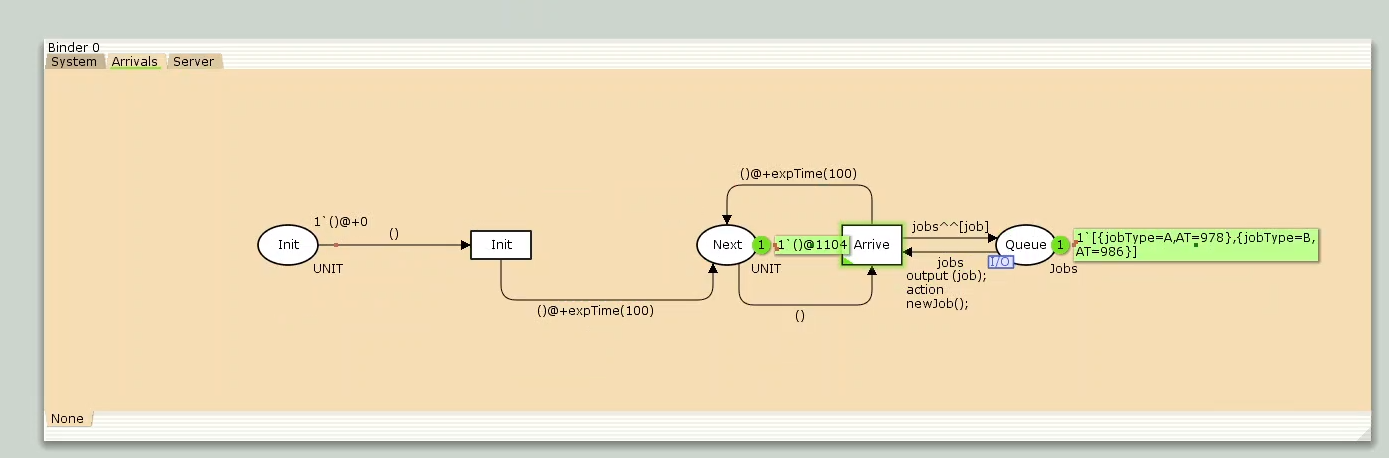 Binder 0
System Arrivals Server
()@+expTime(100)
1`()@+0
()
Init
UNIT
Init
()@+expTime(100)
Next
1
1`()@1104
UNIT
Arrive
()
jobs^^[job]
jobs
output (job);
action
newJob();
Queue
I/O
Jobs
1
1`[{jobType=A,AT=978},{jobType=B,
AT=986}]
None